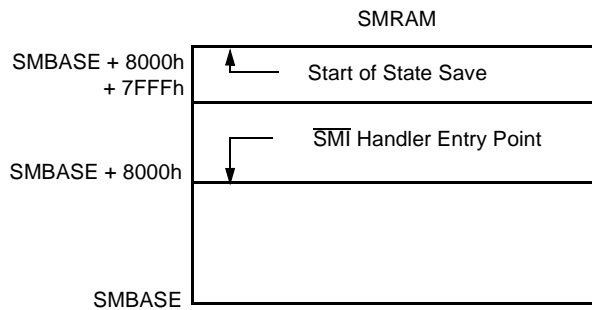 SMRAM
SMBASE + 8000h
+ 7FFFh
Start of State Save
SMI Handler Entry Point
SMBASE + 8000h
SMBASE